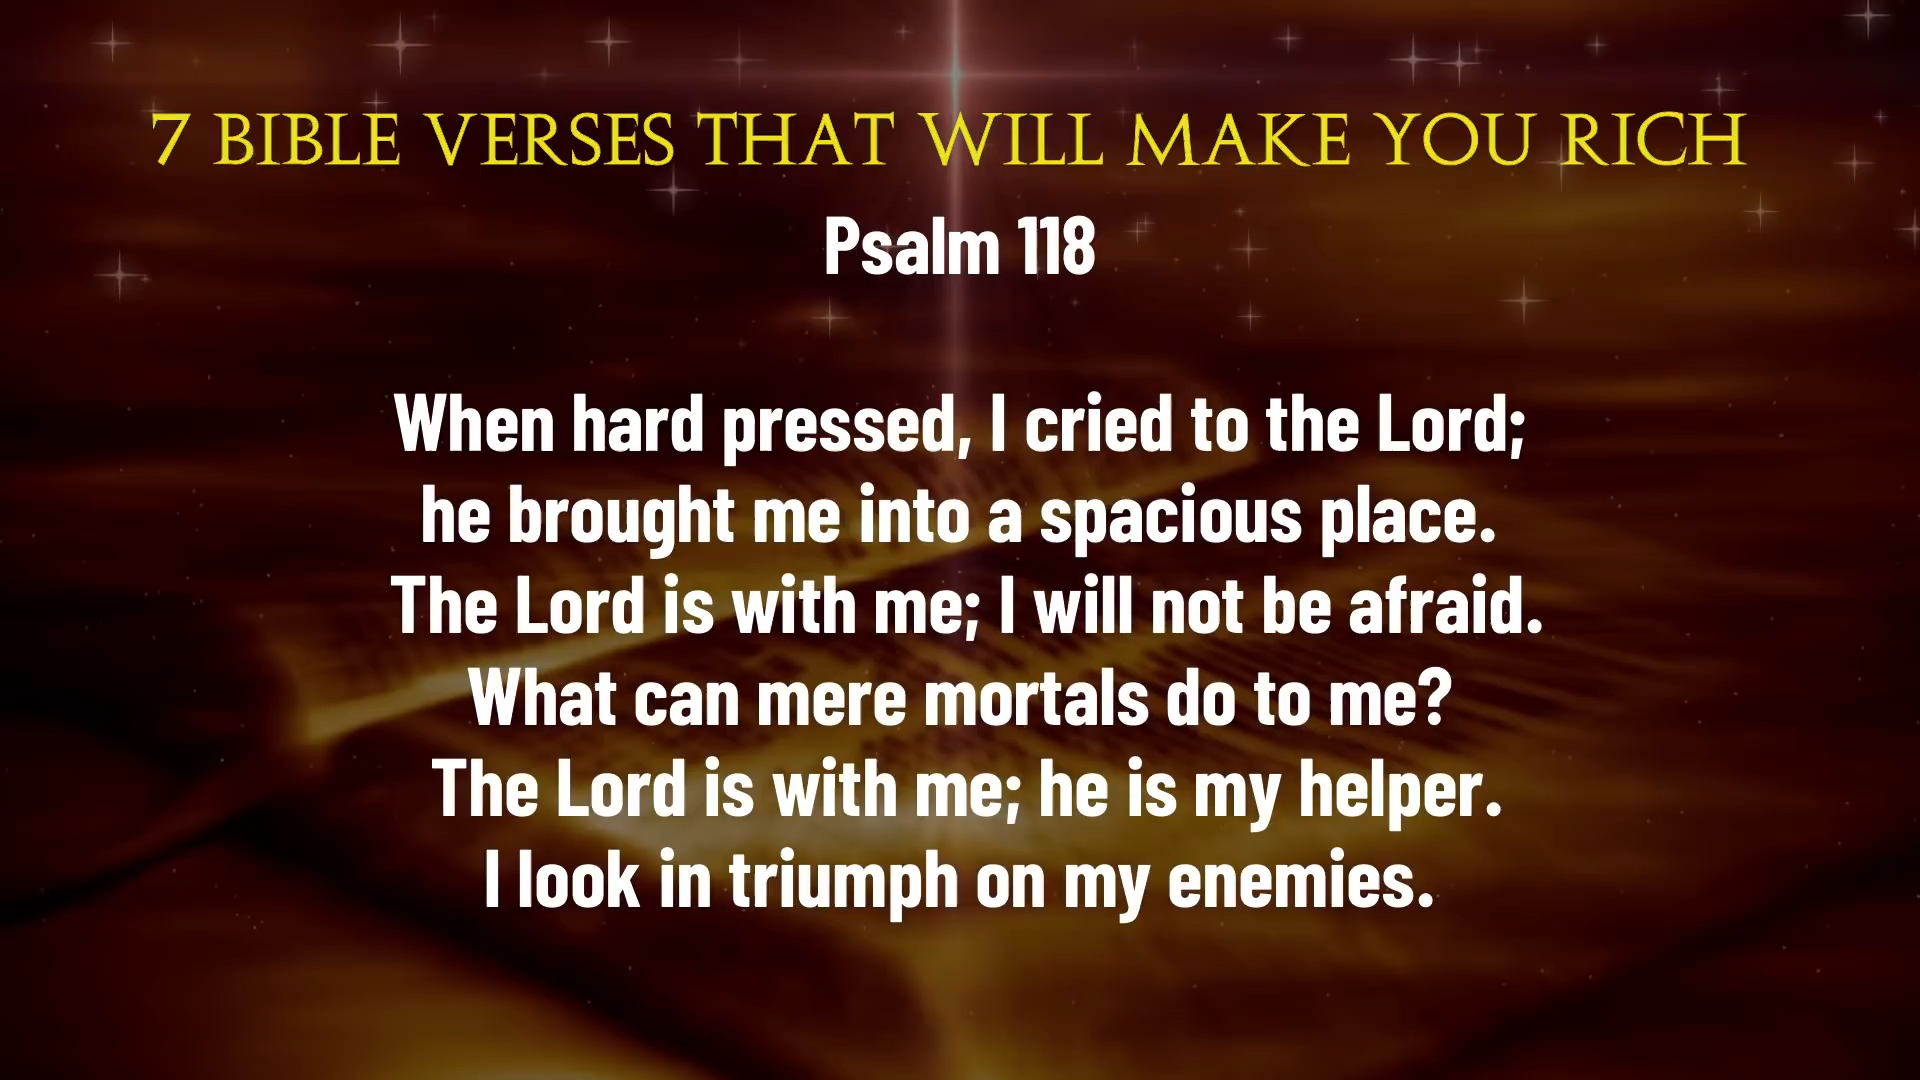 7 BIBLE VERSES THAT WILL MAKE YOU RICH
Psalm 118
When hard pressed, I cried to the Lord;
he brought me into a spacious place.
The Lord is with me; I will not be afraid.
What can mere mortals do to me?
The Lord is with me; he is my helper.
I look in triumph on my enemies.